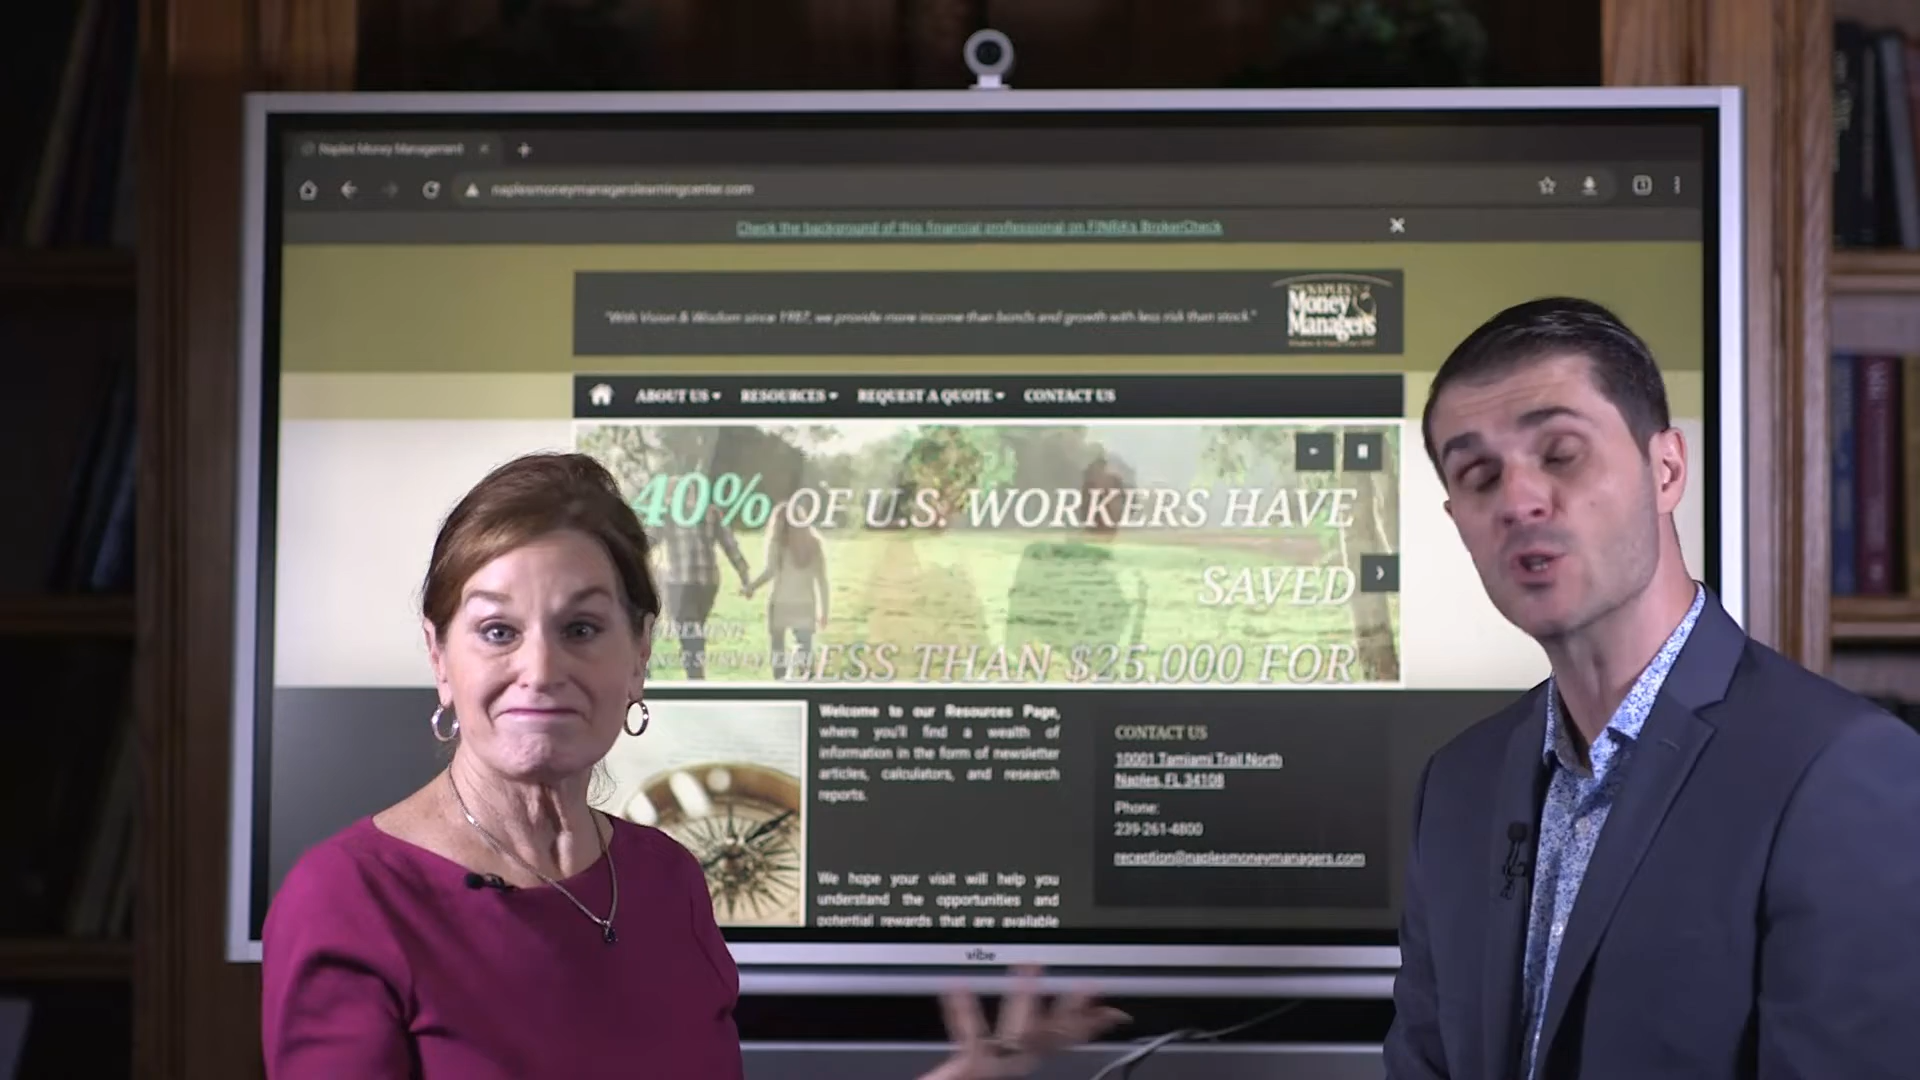 Naples Money Management
naplesmoneymanagerslearningcenter.com
Check the background of this financial professional on FINRA's BrokerCheck
"With Vision & Wisdom since 1987, we provide more income than bonds and growth with less risk than stock."
NAPLES
Money
Managers
ABOUT US RESOURCES REQUEST A QUOTE CONTACT US
40% OF U.S. WORKERS HAVE
SAVED
LESS THAN $25,000 FOR
Welcome to our Resources Page,
where you'll find a wealth of
information in the form of newsletter
articles, calculators, and research
reports.
We hope your visit will help you
understand the opportunities and
potential rewards that are available
CONTACT US
10001 Tamiami Trail North
Naples, FL 34108
Phone:
239-261-4800
reception@naplesmoneymanagers.com
vibe